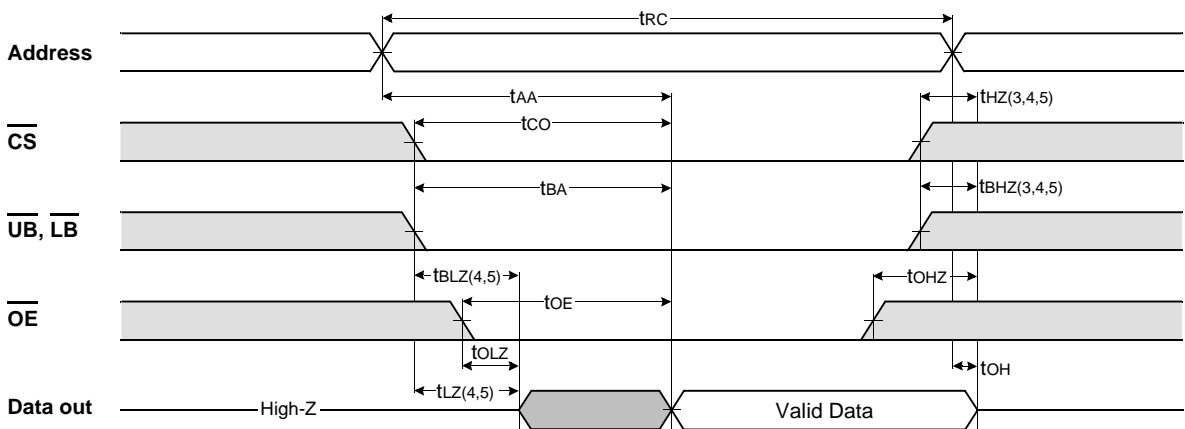 tRC
Address
tAA
tHZ(3,4,5)
CS
tCO
tBA
tBHZ(3,4,5)
UB, LB
tBLZ(4,5)
tOHZ
tOE
OE
tOLZ
tOH
tLZ(4,5)
Data out
High-Z
Valid Data